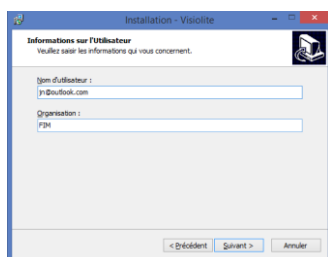 Installation - Visiolite
Informations sur l'Utilisateur
Veuillez saisir les informations qui vous concernent.
Nom d'utilisateur :
jn@outlook.com
Organisation :
FIM
< Précédent
Suivant >
Annuler